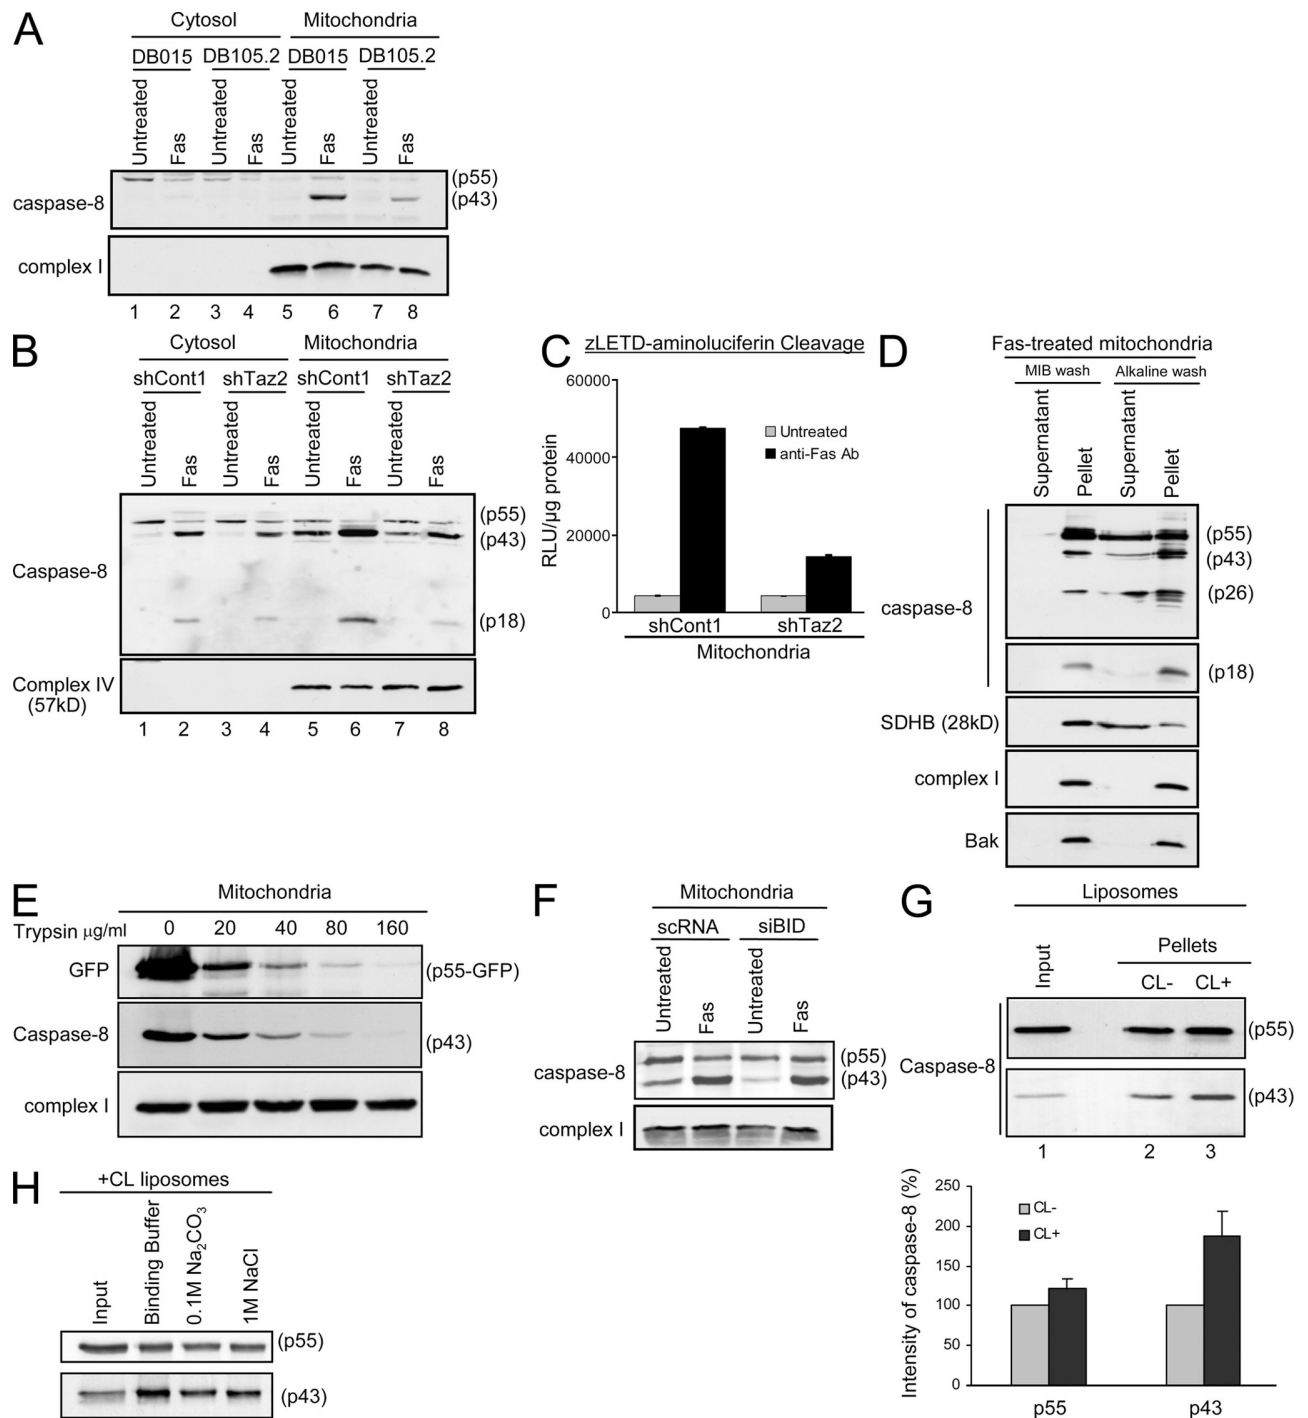 A
Cytosol Mitochondria
DB015 DB105.2 DB015 DB105.2
Untreated Fas Untreated Fas Untreated Fas Untreated Fas
caspase-8 (p55)
(p43)
complex I
1 2 3 4 5 6 7 8
B
Cytosol Mitochondria
shCont1 shTaz2 shCont1 shTaz2
Untreated Fas Untreated Fas Untreated Fas Untreated Fas
Caspase-8 (p55)
(p43)
(p18)
Complex IV
(57kD)
1 2 3 4 5 6 7 8
C
zLETD-aminoluciferin Cleavage
RLU/µg protein
60000
40000
20000
0
Untreated
anti-Fas Ab
shCont1 shTaz2
Mitochondria
D
Fas-treated mitochondria
MIB wash Alkaline wash
Supernatant Pellet Supernatant Pellet
caspase-8 (p55)
(p43)
(p26)
(p18)
SDHB (28kD)
complex I
Bak
E
Mitochondria
Trypsin µg/ml 0 20 40 80 160
GFP (p55-GFP)
Caspase-8 (p43)
complex I
F
Mitochondria
scRNA siBID
Untreated Fas Untreated Fas
caspase-8 (p55)
(p43)
complex I
G
Liposomes
Input Pellets
CL- CL+
Caspase-8 (p55)
(p43)
1 2 3
Intensity of caspase-8 (%)
250
200
150
100
50
0
CL-
CL+
p55 p43
H
+CL liposomes
Input Binding Buffer 0.1M Na₂CO₃ 1M NaCl
(p55)
(p43)